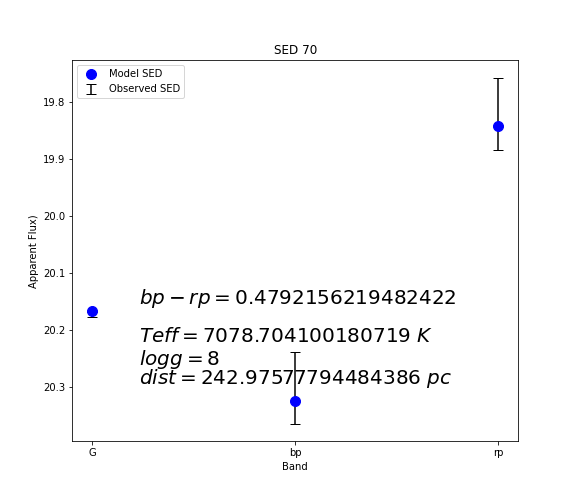 SED 70
Model SED
Observed SED
Apparent Flux)
19.8
19.9
20.0
20.1
20.2
20.3
bp − rp = 0.4792156219482422
Teff = 7078.704100180719 K
logg = 8
dist = 242.97577794484386 pc
G bp rp
Band